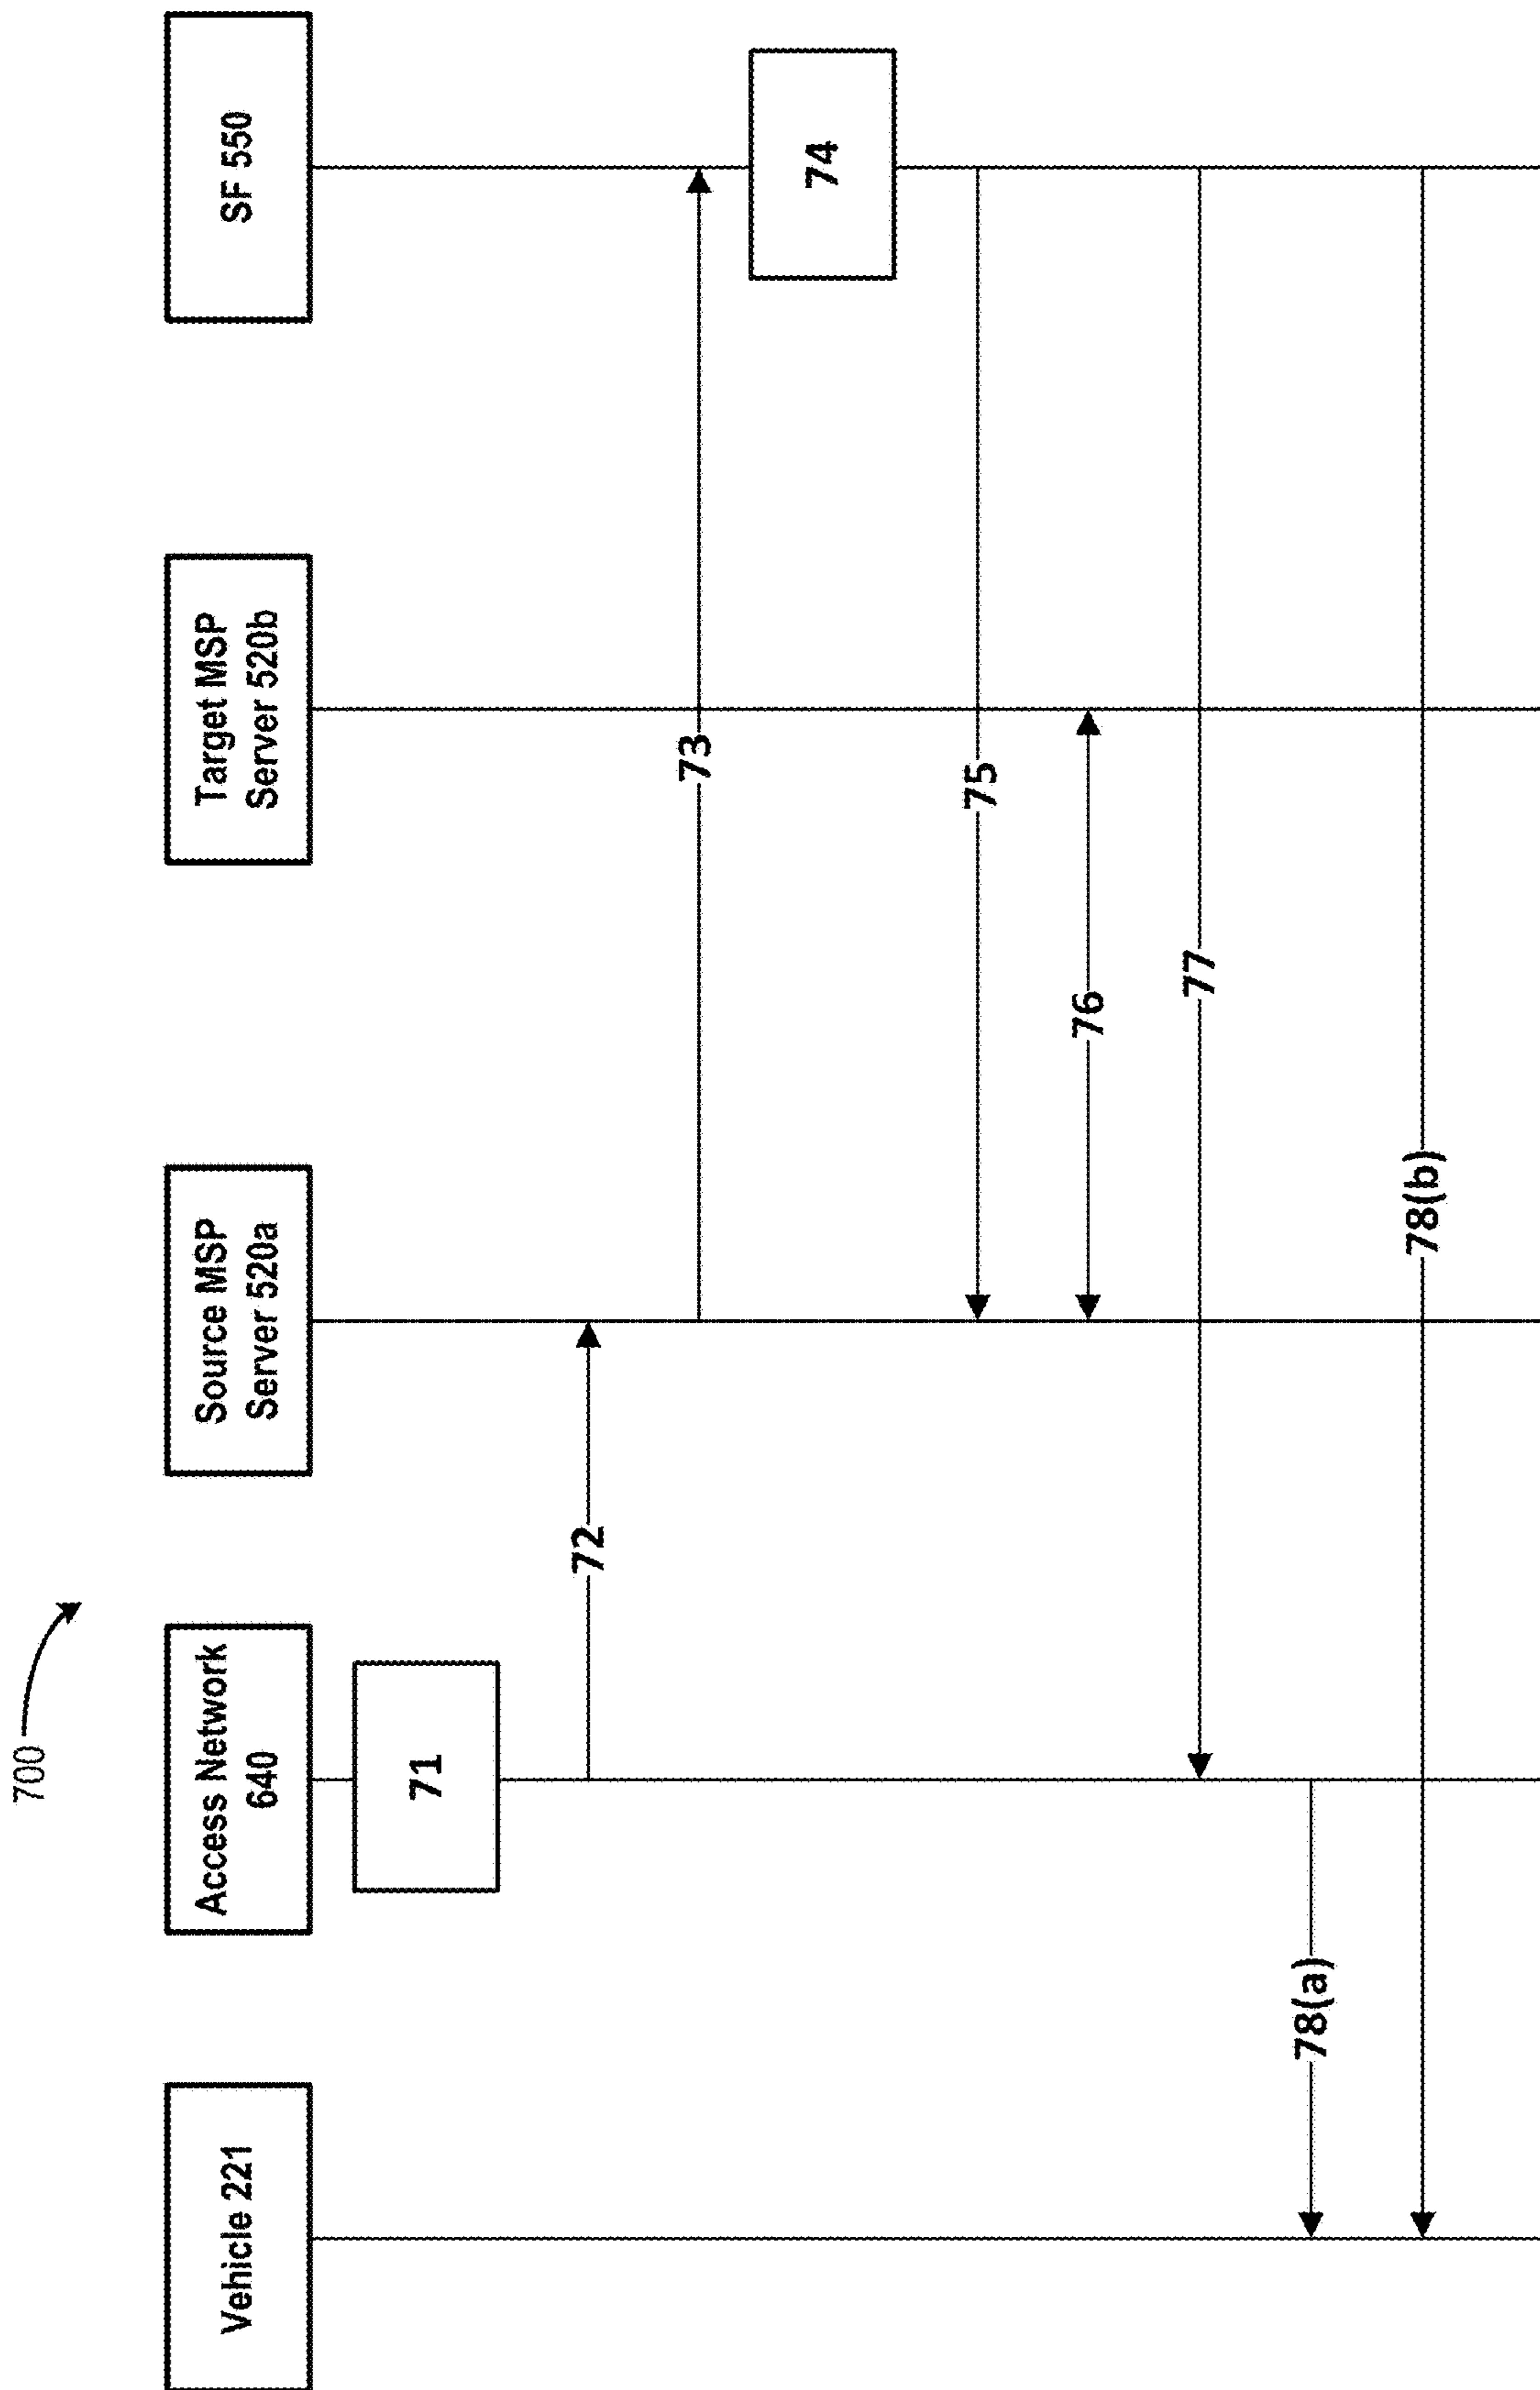 700
Vehicle 221
Access Network
640
Source MSP
Server 520a
Target MSP
Server 520b
SF 550
71
72
73
74
75
76
77
78(a)
78(b)